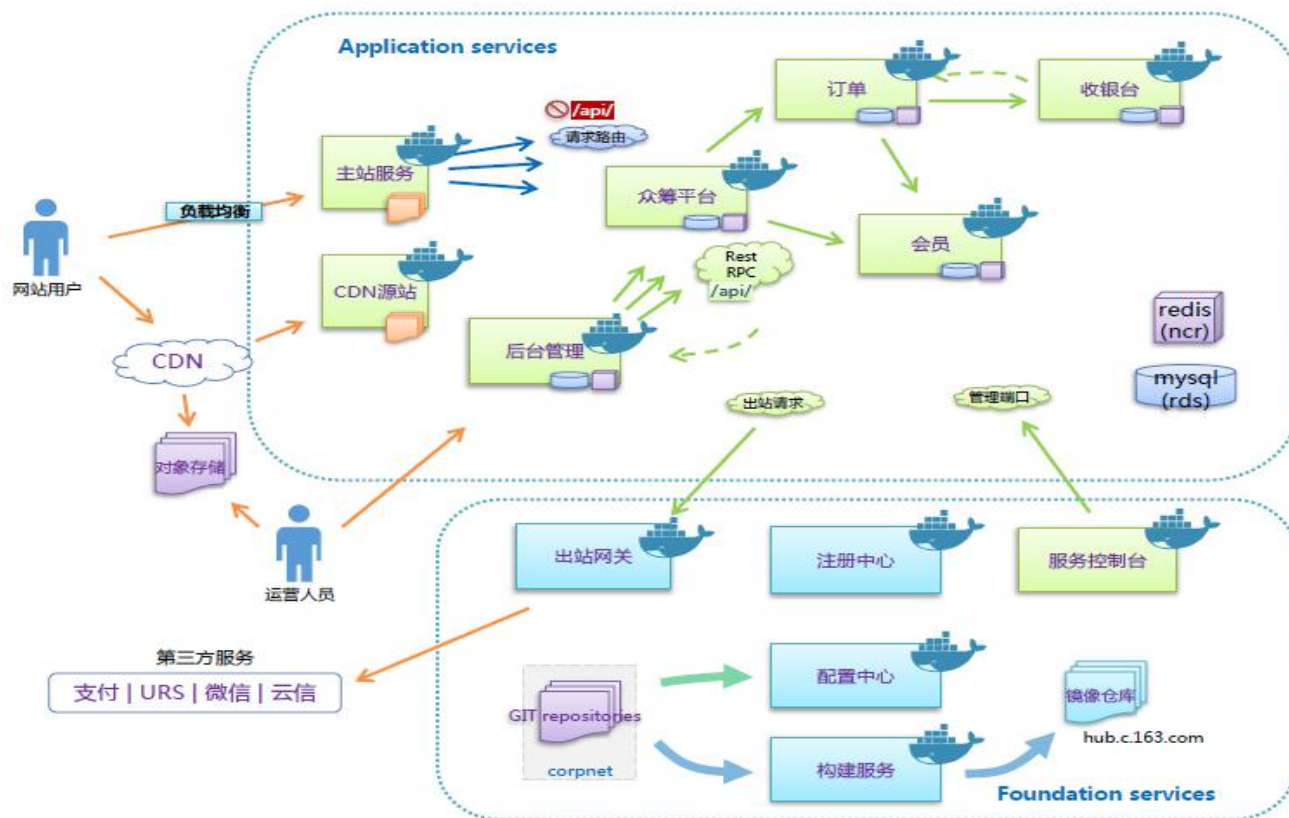 Application services
订单
收银台
/api/
请求路由
主站服务
众筹平台
负载均衡
会员
网站用户
Rest
RPC
/api/
CDN源站
redis
(ncr)
后台管理
CDN
mysql
(rds)
出站请求
管理端口
对象存储
出站网关
注册中心
服务控制台
运营人员
第三方服务
支付 | URS | 微信 | 云信
配置中心
镜像仓库
GIT repositories
hub.c.163.com
构建服务
corpnet
Foundation services